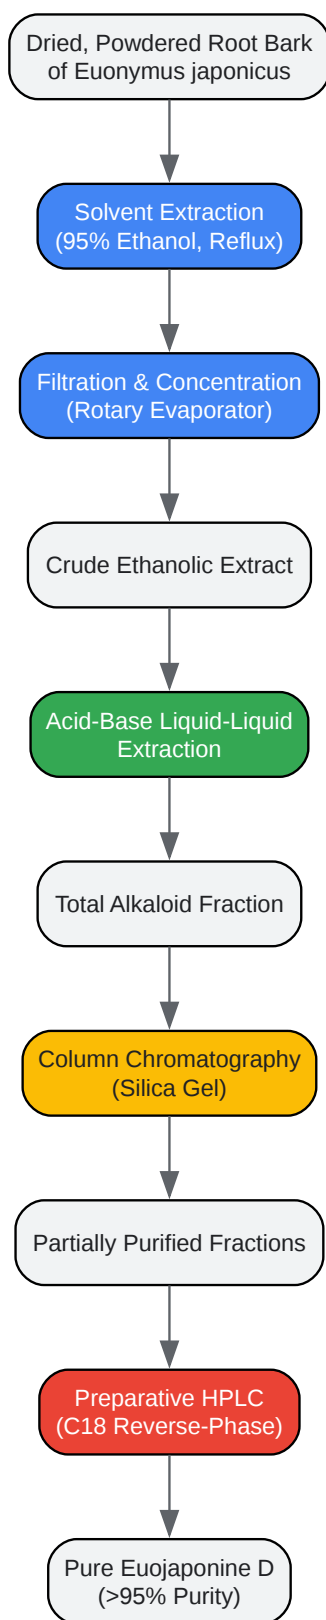 Dried, Powdered Root Bark
of Euonymus japonicus
Solvent Extraction
(95% Ethanol, Reflux)
Filtration & Concentration
(Rotary Evaporator)
Crude Ethanolic Extract
Acid-Base Liquid-Liquid
Extraction
Total Alkaloid Fraction
Column Chromatography
(Silica Gel)
Partially Purified Fractions
Preparative HPLC
(C18 Reverse-Phase)
Pure Euojaponine D
(>95% Purity)